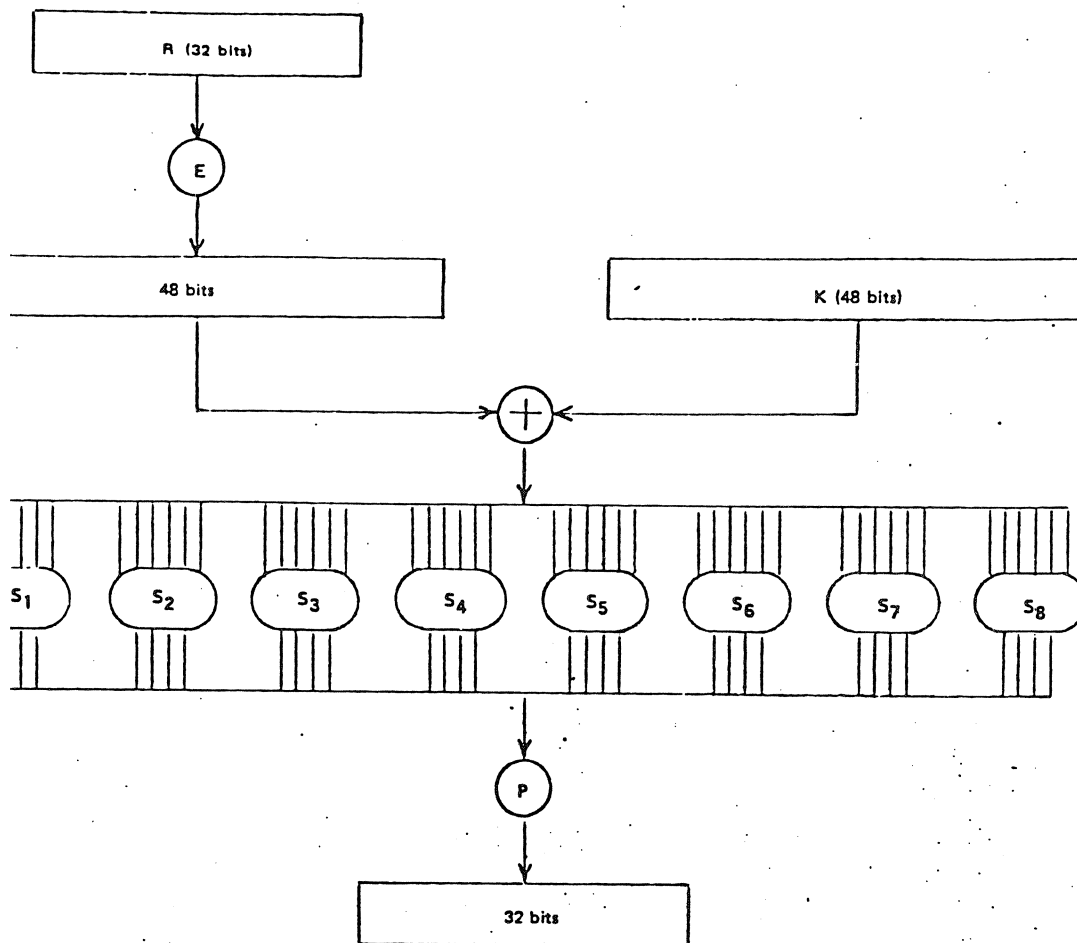 R (32 bits)
E
48 bits
K (48 bits)
S1 S2 S3 S4 S5 S6 S7 S8
P
32 bits